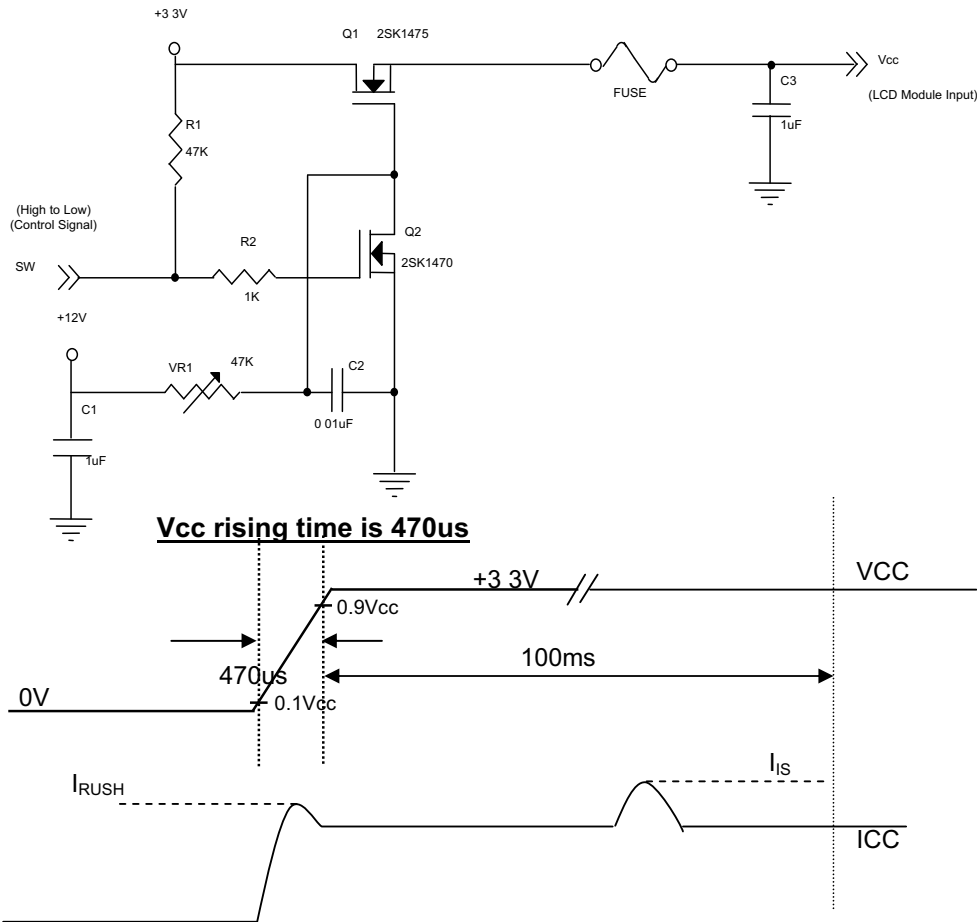 +3 3V
Q1 2SK1475
Vcc
C3
FUSE
(LCD Module Input)
1uF
R1
47K
(High to Low)
(Control Signal)
R2
Q2
SW
2SK1470
1K
+12V
VR1 47K
C2
C1
0 01uF
1uF
Vcc rising time is 470us
+3 3V
VCC
0.9Vcc
100ms
470us
0V
0.1Vcc
IRUSH
IIS
ICC